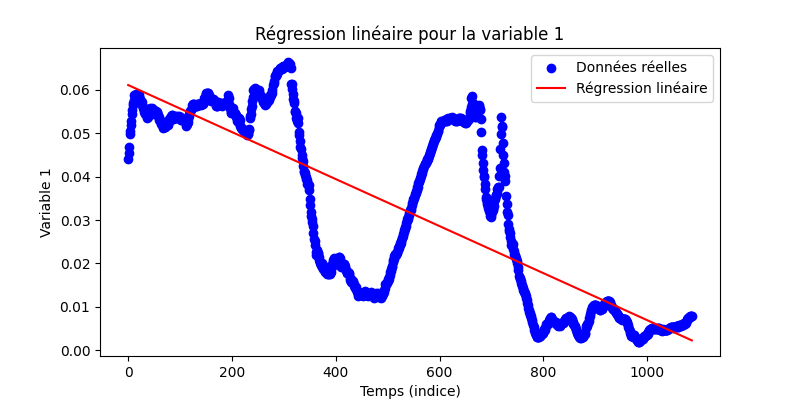 Régression linéaire pour la variable 1
Données réelles
Régression linéaire
0.06
0.05
0.04
0.03
0.02
0.01
0.00
Variable 1
0
200
400
600
800
1000
Temps (indice)